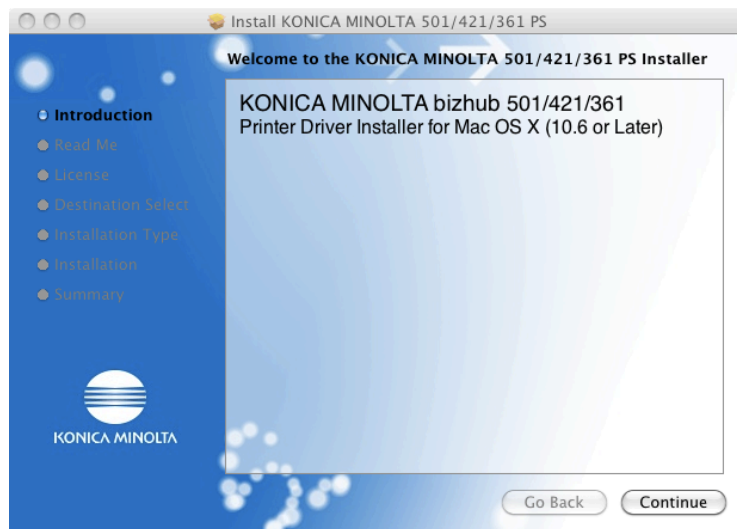 Install KONICA MINOLTA 501/421/361 PS
Welcome to the KONICA MINOLTA 501/421/361 PS Installer
Introduction
Read Me
License
Destination Select
Installation Type
Installation
Summary
KONICA MINOLTA bizhub 501/421/361
Printer Driver Installer for Mac OS X (10.6 or Later)
KONICA MINOLTA
Go Back
Continue